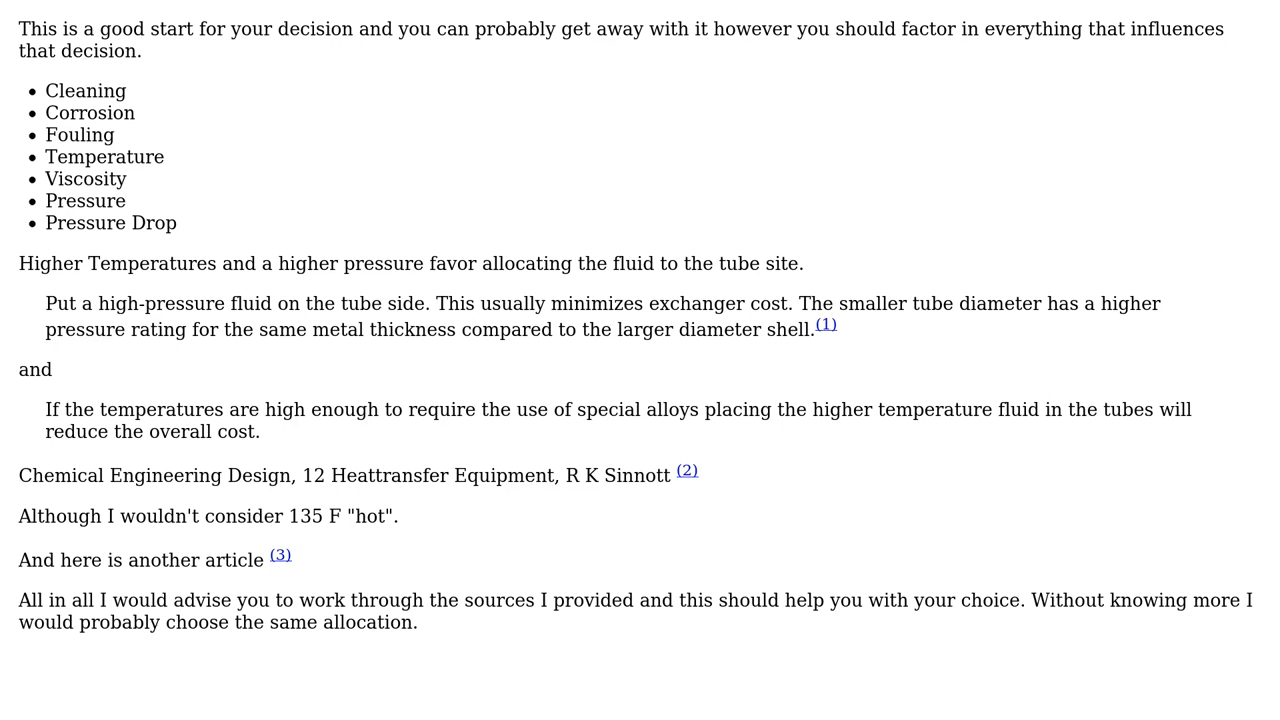 This is a good start for your decision and you can probably get away with it however you should factor in everything that influences
that decision.
• Cleaning
• Corrosion
• Fouling
• Temperature
• Viscosity
• Pressure
• Pressure Drop
Higher Temperatures and a higher pressure favor allocating the fluid to the tube site.
Put a high-pressure fluid on the tube side. This usually minimizes exchanger cost. The smaller tube diameter has a higher
pressure rating for the same metal thickness compared to the larger diameter shell.(1)
and
If the temperatures are high enough to require the use of special alloys placing the higher temperature fluid in the tubes will
reduce the overall cost.
Chemical Engineering Design, 12 Heattransfer Equipment, R K Sinnott (2)
Although I wouldn't consider 135 F "hot".
And here is another article (3)
All in all I would advise you to work through the sources I provided and this should help you with your choice. Without knowing more I
would probably choose the same allocation.